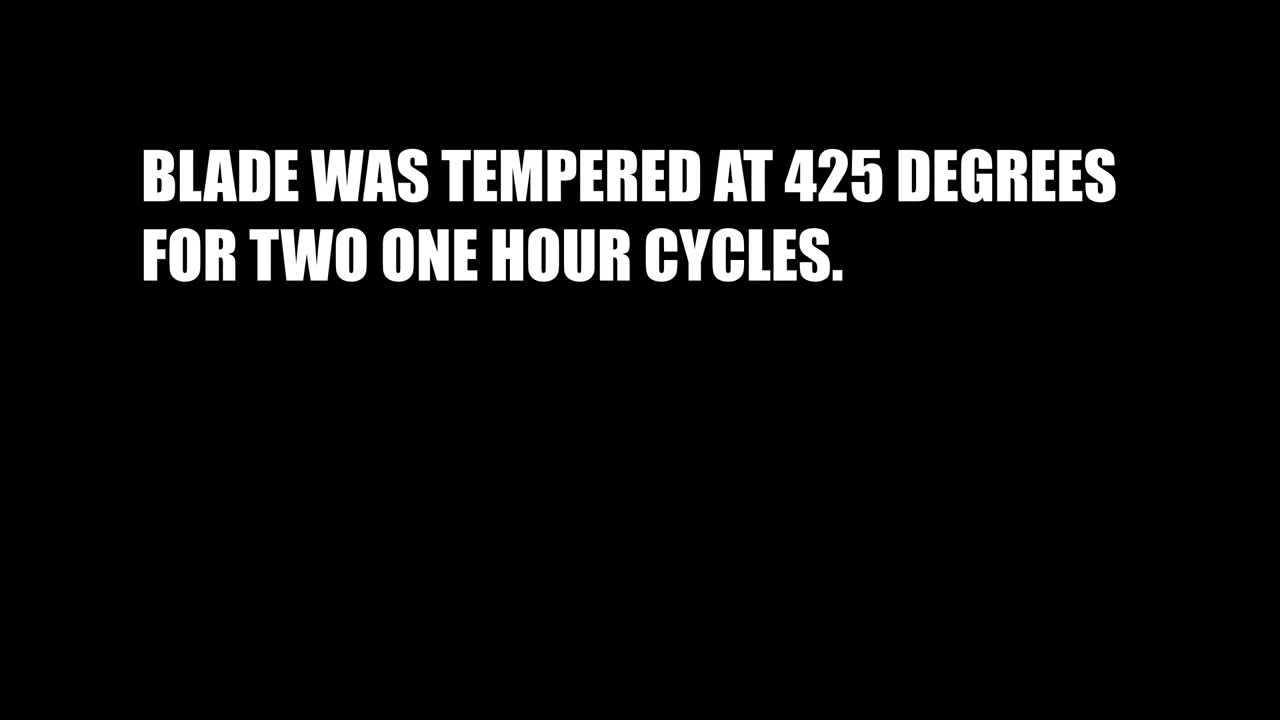 BLADE WAS TEMPERED AT 425 DEGREES
FOR TWO ONE HOUR CYCLES.